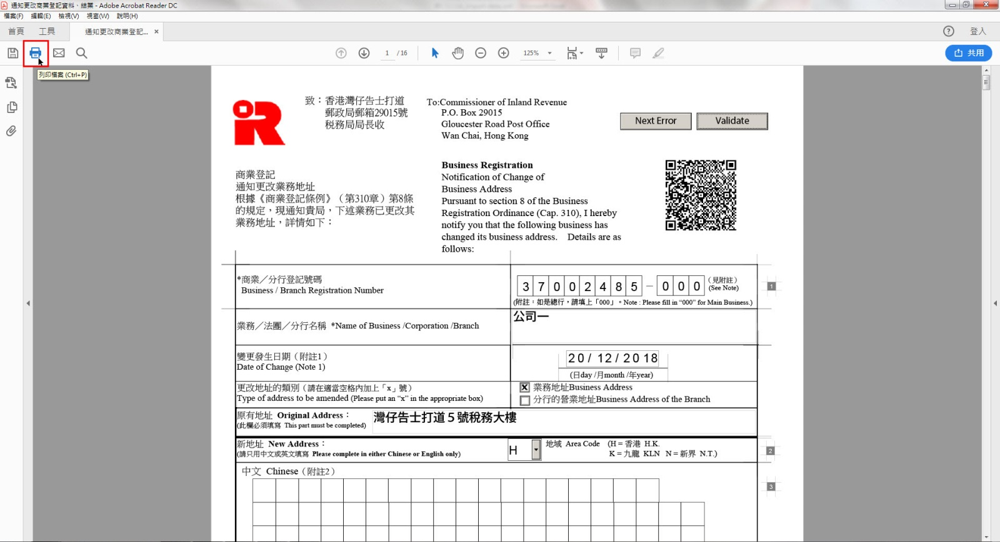 通知更改商業登記資料、結業 - Adobe Acrobat Reader DC
檔案(F) 編輯(E) 檢視(V) 視窗(W) 說明(H)
首頁 工具 通知更改商業登記... × 登入
1 / 16 125% 共用
列印檔案 (Ctrl+P)
iR
致：香港灣仔告士打道
郵政局郵箱29015號
稅務局局長收
To:Commissioner of Inland Revenue
P.O. Box 29015
Gloucester Road Post Office
Wan Chai, Hong Kong
Next Error Validate
商業登記
通知更改業務地址
根據《商業登記條例》（第310章）第8條
的規定，現通知貴局，下述業務已更改其
業務地址，詳情如下：
Business Registration
Notification of Change of
Business Address
Pursuant to section 8 of the Business
Registration Ordinance (Cap. 310), I hereby
notify you that the following business has
changed its business address. Details are as
follows:
*商業／分行登記號碼
Business / Branch Registration Number
3 7 0 0 2 4 8 5 – 0 0 0
（見附註）
(See Note)
1
(附註：如是總行，請填上「000」。Note : Please fill in “000” for Main Business.)
業務／法團／分行名稱 *Name of Business /Corporation /Branch
公司一
變更發生日期（附註1）
Date of Change (Note 1)
20/ 12/ 2018
(日day /月month /年year)
更改地址的類別（請在適當空格內加上「x」號）
Type of address to be amended (Please put an “x” in the appropriate box)
X 業務地址Business Address
分行的營業地址Business Address of the Branch
原有地址 Original Address：
(此欄必須填寫 This part must be completed)
灣仔告士打道５號稅務大樓
新地址 New Address：
(請只用中文或英文填寫 Please complete in either Chinese or English only)
H
地域 Area Code (H = 香港 H.K.
K = 九龍 KLN N = 新界 N.T.)
2
中文 Chinese（附註2）
3